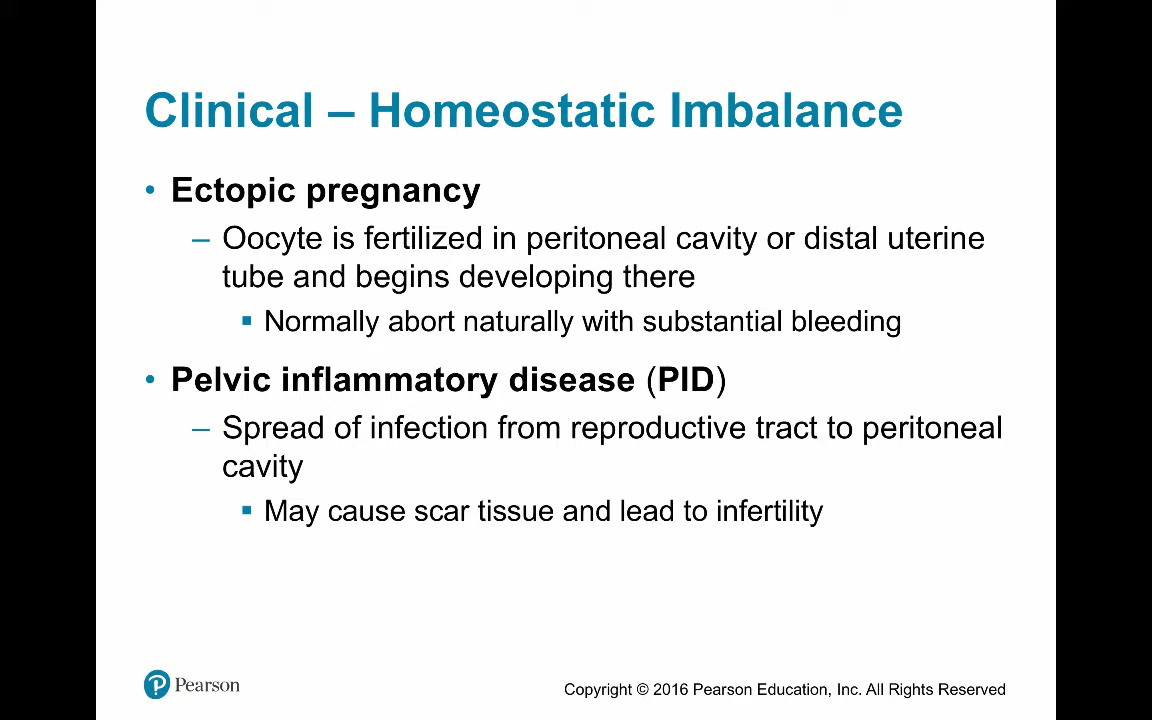 Clinical – Homeostatic Imbalance
• Ectopic pregnancy
– Oocyte is fertilized in peritoneal cavity or distal uterine
tube and begins developing there
▪ Normally abort naturally with substantial bleeding
• Pelvic inflammatory disease (PID)
– Spread of infection from reproductive tract to peritoneal
cavity
▪ May cause scar tissue and lead to infertility
Pearson
Copyright © 2016 Pearson Education, Inc. All Rights Reserved